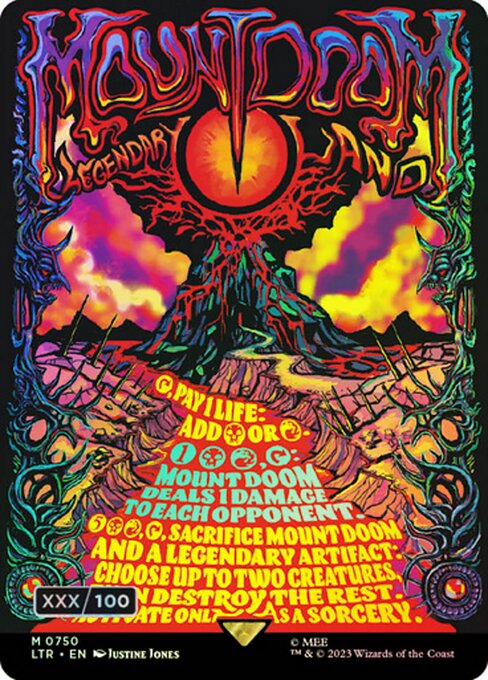 MOUNT DOOM
LEGENDARY LAND
, PAY 1 LIFE:
ADD OR .
1 , :
MOUNT DOOM
DEALS 1 DAMAGE
TO EACH OPPONENT.
5 , , SACRIFICE MOUNT DOOM
AND A LEGENDARY ARTIFACT:
CHOOSE UP TO TWO CREATURES,
DESTROY THE REST.
ONLY AS A SORCERY.
XXX/100
M 0750
LTR • EN JUSTINE JONES
© MEE
™ & © 2023 Wizards of the Coast